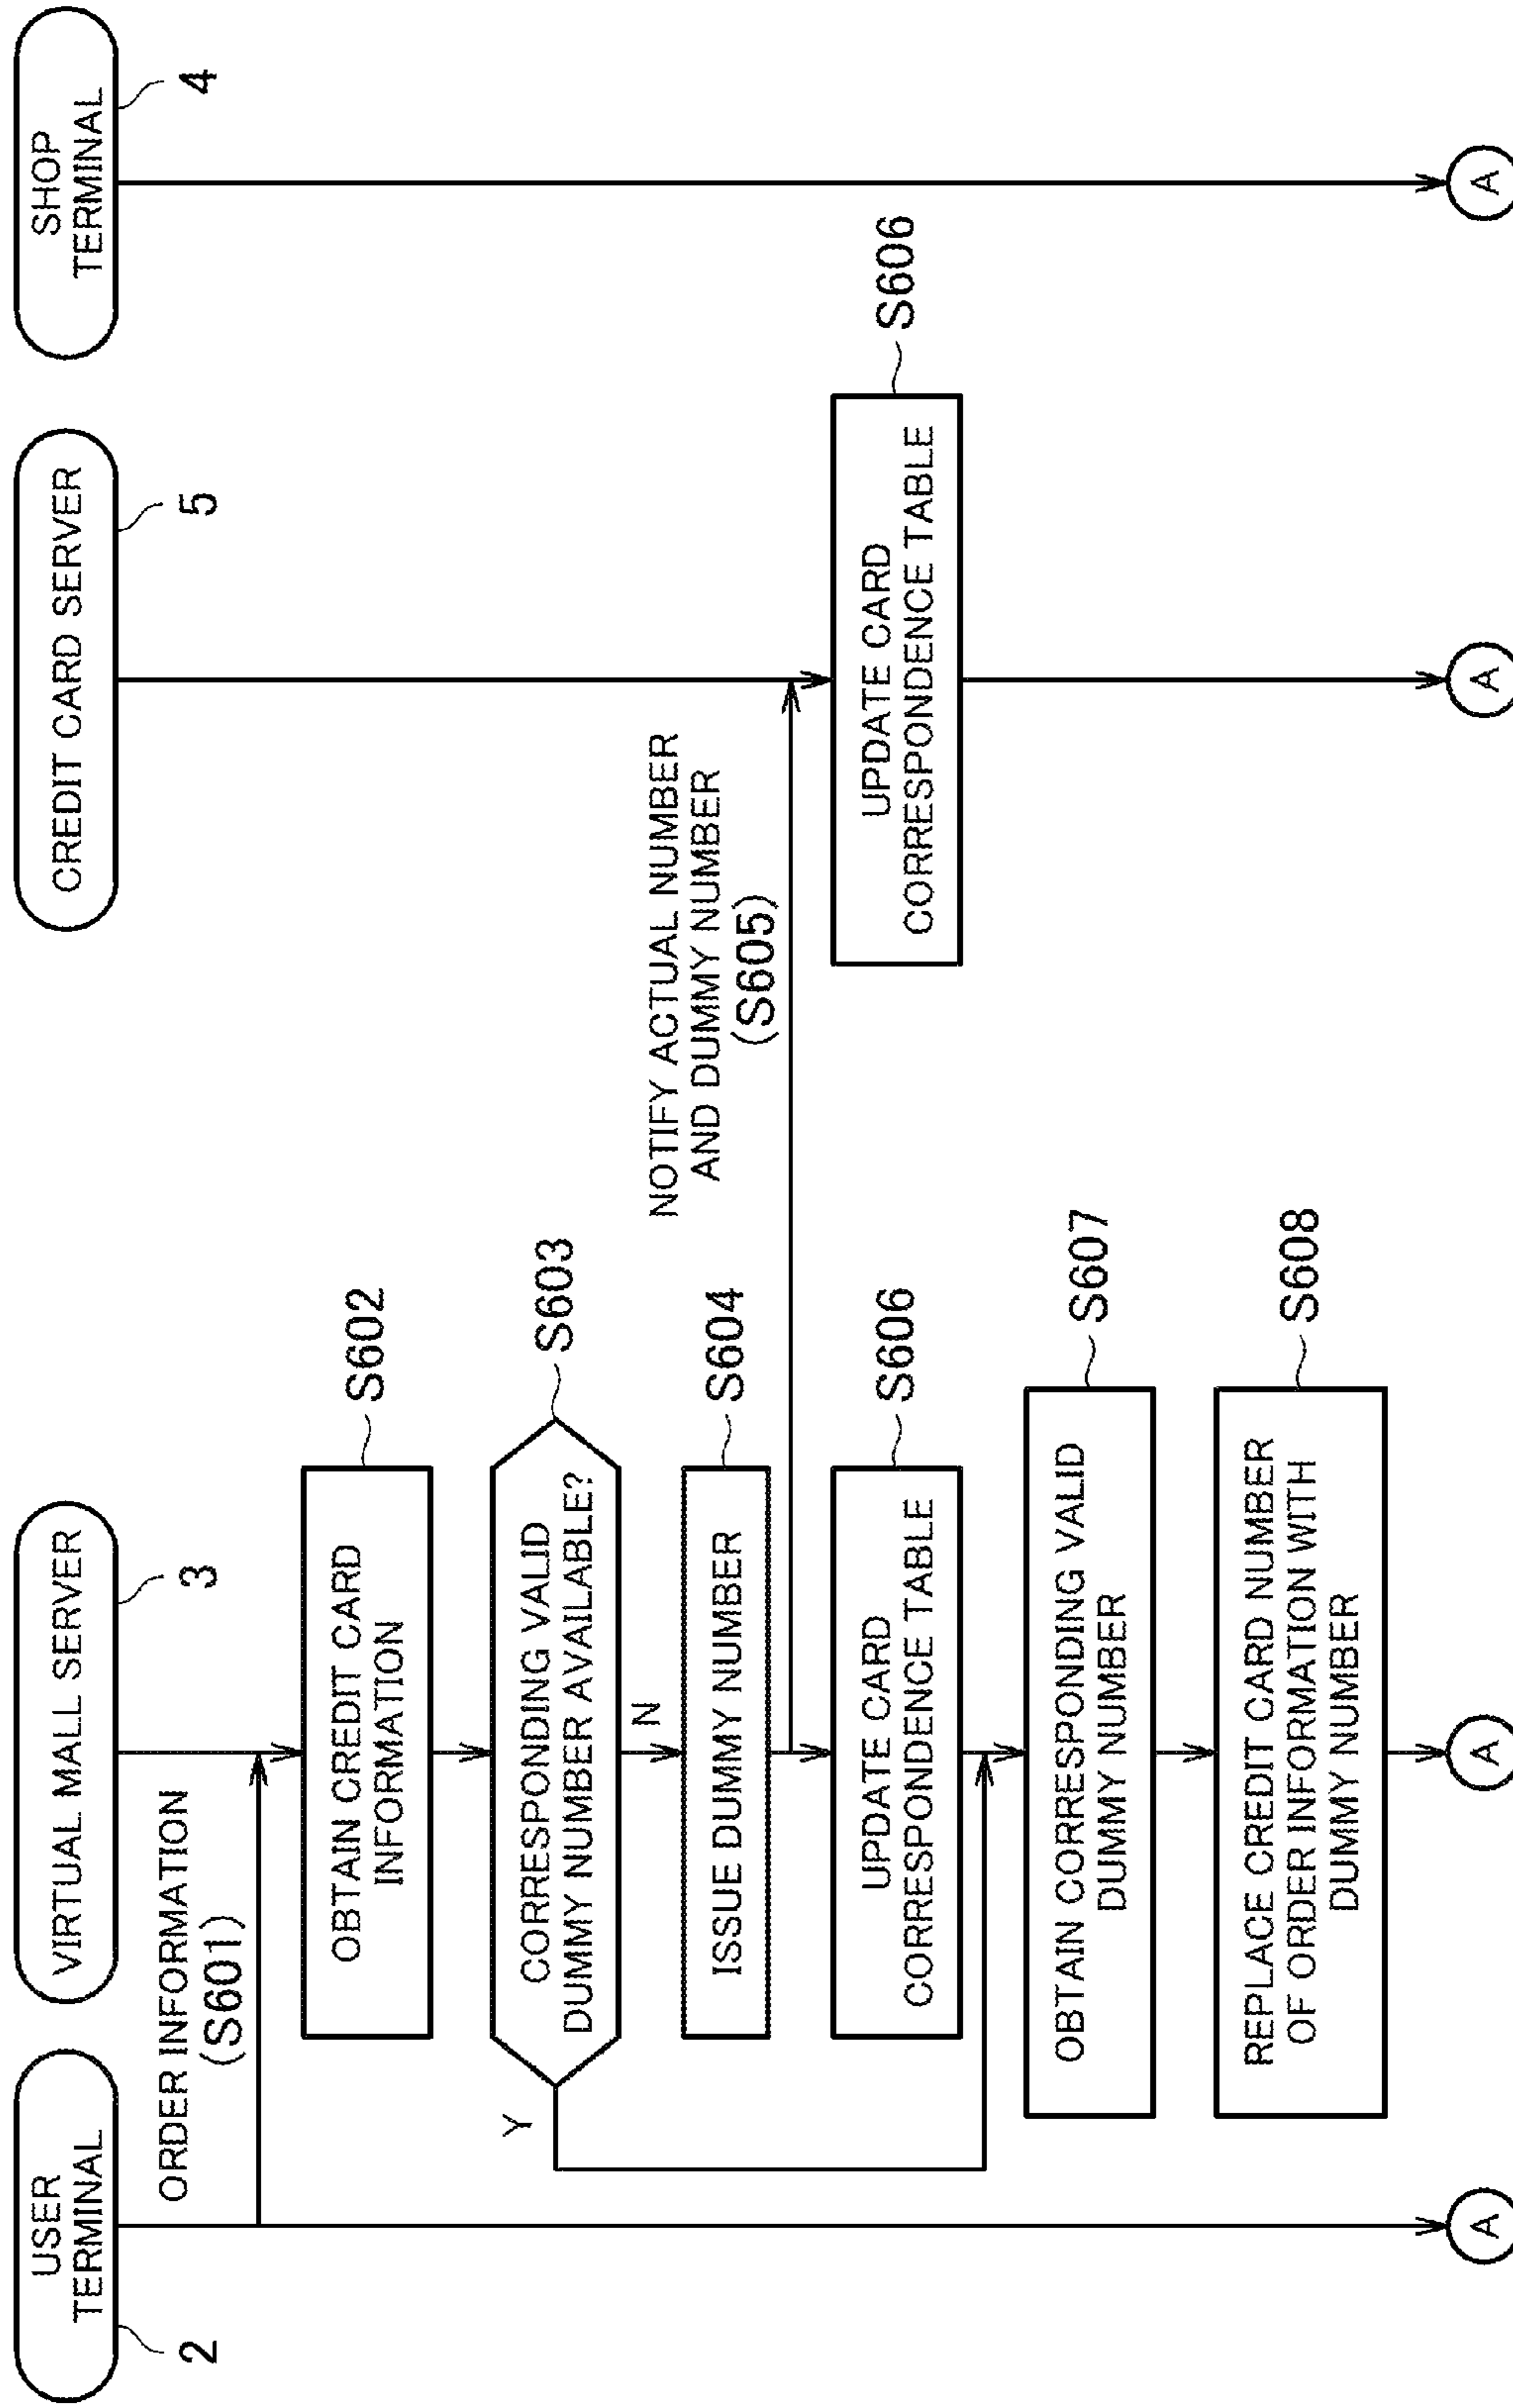 USER
TERMINAL
2
VIRTUAL MALL SERVER
3
CREDIT CARD SERVER
5
SHOP
TERMINAL
4
ORDER INFORMATION
(S601)
OBTAIN CREDIT CARD
INFORMATION
S602
CORRESPONDING VALID
DUMMY NUMBER AVAILABLE?
S603
Y
N
ISSUE DUMMY NUMBER
S604
NOTIFY ACTUAL NUMBER
AND DUMMY NUMBER
(S605)
UPDATE CARD
CORRESPONDENCE TABLE
S606
UPDATE CARD
CORRESPONDENCE TABLE
S606
OBTAIN CORRESPONDING VALID
DUMMY NUMBER
S607
REPLACE CREDIT CARD NUMBER
OF ORDER INFORMATION WITH
DUMMY NUMBER
S608
A
A
A
A